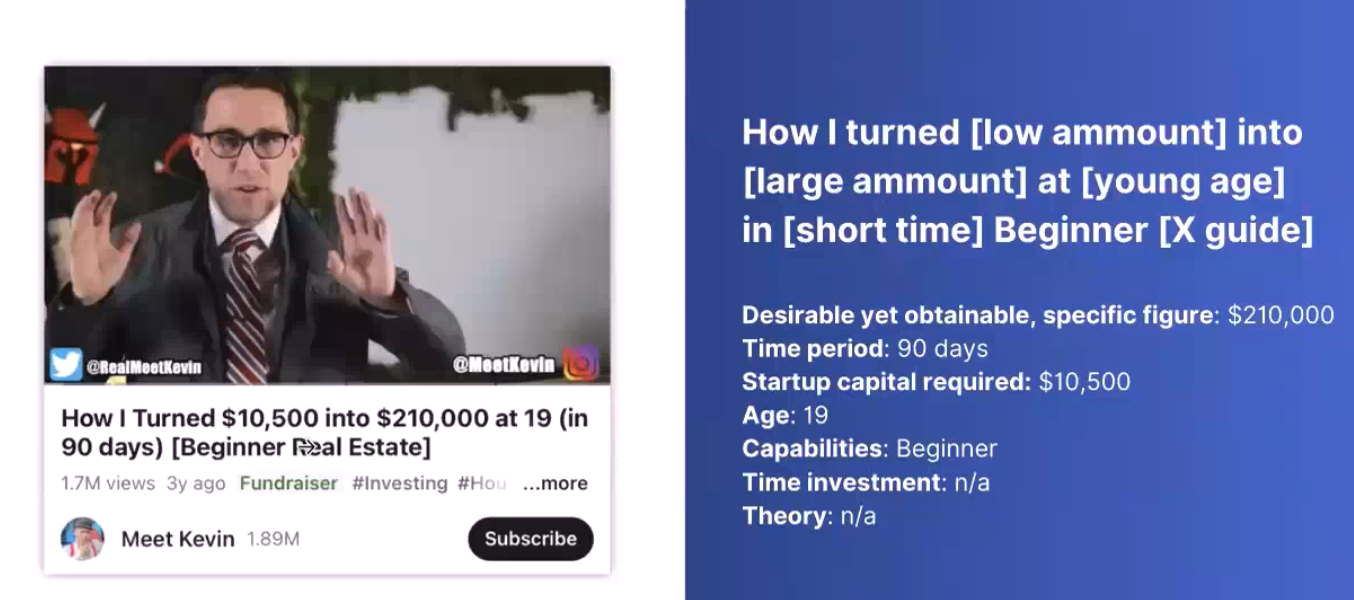 @RealMeetKevin
@MeetKevin
How I Turned $10,500 into $210,000 at 19 (in
90 days) [Beginner Real Estate]
1.7M views 3y ago Fundraiser #Investing #Hou ...more
Meet Kevin 1.89M
Subscribe
How I turned [low ammount] into
[large ammount] at [young age]
in [short time] Beginner [X guide]
Desirable yet obtainable, specific figure: $210,000
Time period: 90 days
Startup capital required: $10,500
Age: 19
Capabilities: Beginner
Time investment: n/a
Theory: n/a